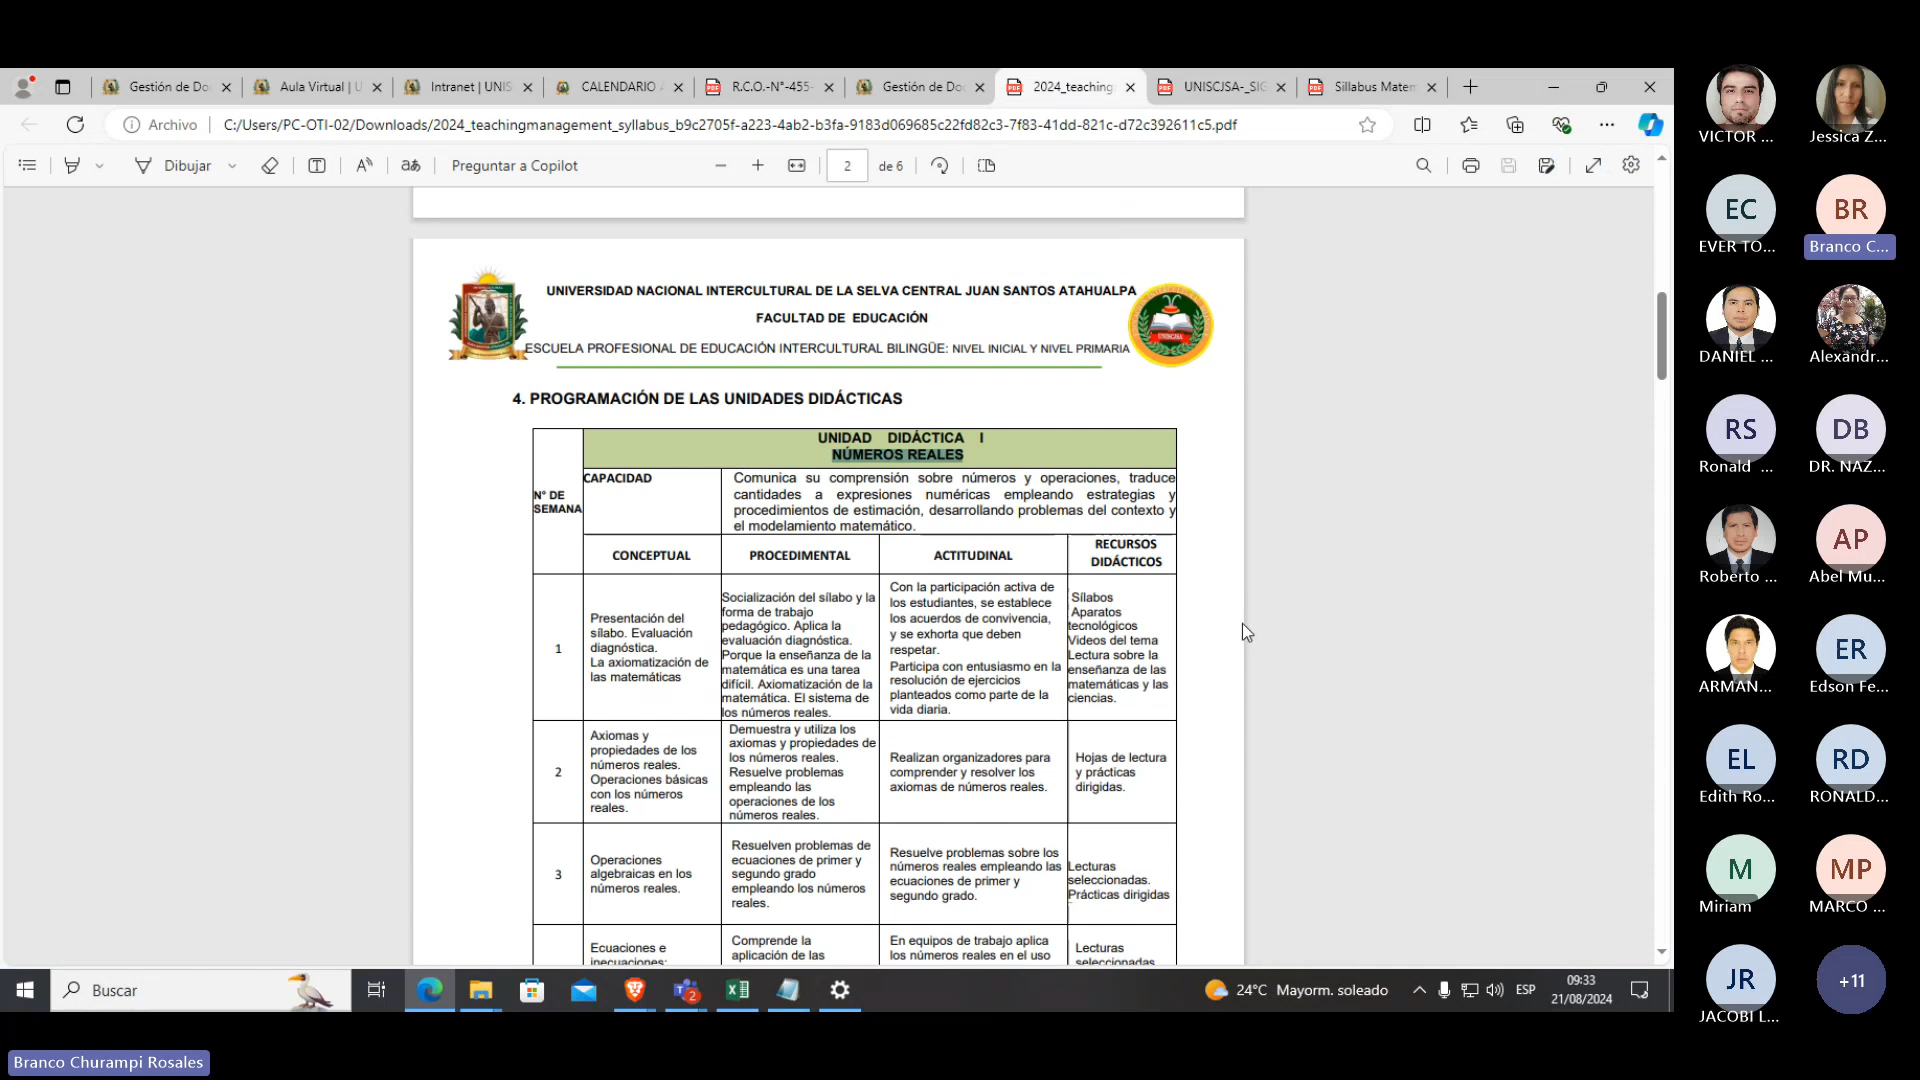 Gestión de Do
Aula Virtual | U
Intranet | UNIS
CALENDARIO A
R.C.O.-N°-455-
Gestión de Doc
2024_teaching
UNISCJSA-_SIG
Sillabus Matem
Archivo
C:/Users/PC-OTI-02/Downloads/2024_teachingmanagement_syllabus_b9c2705f-a223-4ab2-b3fa-9183d069685c22fd82c3-7f83-41dd-821c-d72c392611c5.pdf
Dibujar
Preguntar a Copilot
2
de 6
UNIVERSIDAD NACIONAL INTERCULTURAL DE LA SELVA CENTRAL JUAN SANTOS ATAHUALPA
FACULTAD DE EDUCACIÓN
ESCUELA PROFESIONAL DE EDUCACIÓN INTERCULTURAL BILINGÜE: NIVEL INICIAL Y NIVEL PRIMARIA
4. PROGRAMACIÓN DE LAS UNIDADES DIDÁCTICAS
UNIDAD DIDÁCTICA I
NÚMEROS REALES
N° DE
SEMANA
CAPACIDAD
Comunica su comprensión sobre números y operaciones, traduce
cantidades a expresiones numéricas empleando estrategias y
procedimientos de estimación, desarrollando problemas del contexto y
el modelamiento matemático.
CONCEPTUAL
PROCEDIMENTAL
ACTITUDINAL
RECURSOS
DIDÁCTICOS
1
Presentación del
sílabo. Evaluación
diagnóstica.
La axiomatización de
las matemáticas
Socialización del sílabo y la
forma de trabajo
pedagógico. Aplica la
evaluación diagnóstica.
Porque la enseñanza de la
matemática es una tarea
difícil. Axiomatización de la
matemática. El sistema de
los números reales.
Con la participación activa de
los estudiantes, se establece
los acuerdos de convivencia,
y se exhorta que deben
respetar.
Participa con entusiasmo en la
resolución de ejercicios
planteados como parte de la
vida diaria.
Sílabos
Aparatos
tecnológicos
Videos del tema
Lectura sobre la
enseñanza de las
matemáticas y las
ciencias.
2
Axiomas y
propiedades de los
números reales.
Operaciones básicas
con los números
reales.
Demuestra y utiliza los
axiomas y propiedades de
los números reales.
Resuelve problemas
empleando las
operaciones de los
números reales.
Realizan organizadores para
comprender y resolver los
axiomas de números reales.
Hojas de lectura
y prácticas
dirigidas.
3
Operaciones
algebraicas en los
números reales.
Resuelven problemas de
ecuaciones de primer y
segundo grado
empleando los números
reales.
Resuelve problemas sobre los
números reales empleando las
ecuaciones de primer y
segundo grado.
Lecturas
seleccionadas.
Prácticas dirigidas
Ecuaciones e
inecuaciones:
Comprende la
aplicación de las
En equipos de trabajo aplica
los números reales en el uso
Lecturas
seleccionadas
Buscar
2
24°C Mayorm. soleado
ESP
09:33
21/08/2024
VICTOR ...
Jessica Z...
EC
EVER TO...
BR
Branco C...
DANIEL ...
Alexandr...
RS
Ronald ...
DB
DR. NAZ...
Roberto ...
AP
Abel Mu...
ARMAN...
ER
Edson Fe...
EL
Edith Ro...
RD
RONALD...
M
Miriam
MP
MARCO ...
JR
JACOBI L...
+11
Branco Churampi Rosales